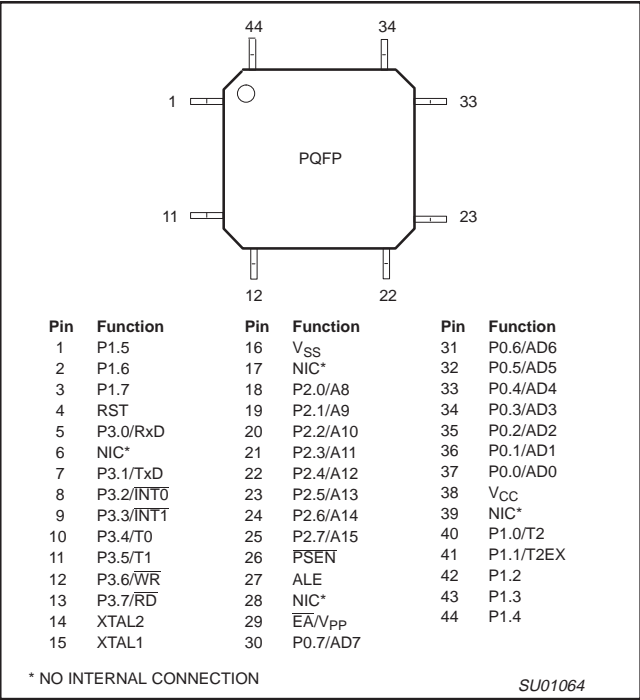 44 34
1 33
PQFP
11 23
12 22
Pin Function Pin Function Pin Function
1 P1.5 16 VSS 31 P0.6/AD6
2 P1.6 17 NIC* 32 P0.5/AD5
3 P1.7 18 P2.0/A8 33 P0.4/AD4
4 RST 19 P2.1/A9 34 P0.3/AD3
5 P3.0/RxD 20 P2.2/A10 35 P0.2/AD2
6 NIC* 21 P2.3/A11 36 P0.1/AD1
7 P3.1/TxD 22 P2.4/A12 37 P0.0/AD0
8 P3.2/I̅N̅T̅0̅ 23 P2.5/A13 38 VCC
9 P3.3/I̅N̅T̅1̅ 24 P2.6/A14 39 NIC*
10 P3.4/T0 25 P2.7/A15 40 P1.0/T2
11 P3.5/T1 26 P̅S̅E̅N̅ 41 P1.1/T2EX
12 P3.6/W̅R̅ 27 ALE 42 P1.2
13 P3.7/R̅D̅ 28 NIC* 43 P1.3
14 XTAL2 29 E̅A̅/VPP 44 P1.4
15 XTAL1 30 P0.7/AD7
* NO INTERNAL CONNECTION
SU01064